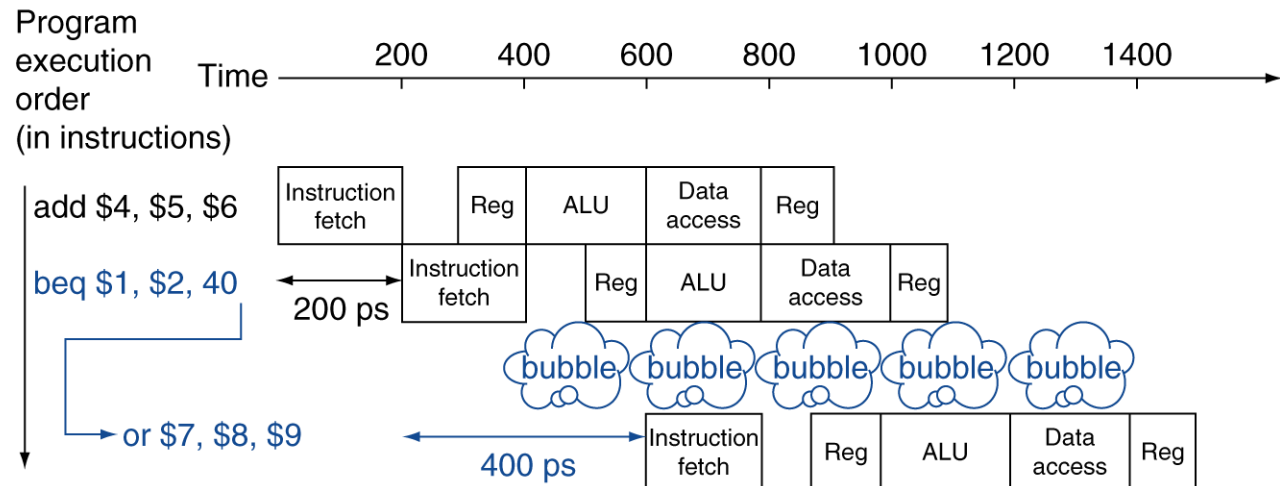 Program
execution
order
(in instructions)
Time
200 400 600 800 1000 1200 1400
add $4, $5, $6
Instruction
fetch
Reg
ALU
Data
access
Reg
beq $1, $2, 40
200 ps
Instruction
fetch
Reg
ALU
Data
access
Reg
bubble bubble bubble bubble bubble
or $7, $8, $9
400 ps
Instruction
fetch
Reg
ALU
Data
access
Reg